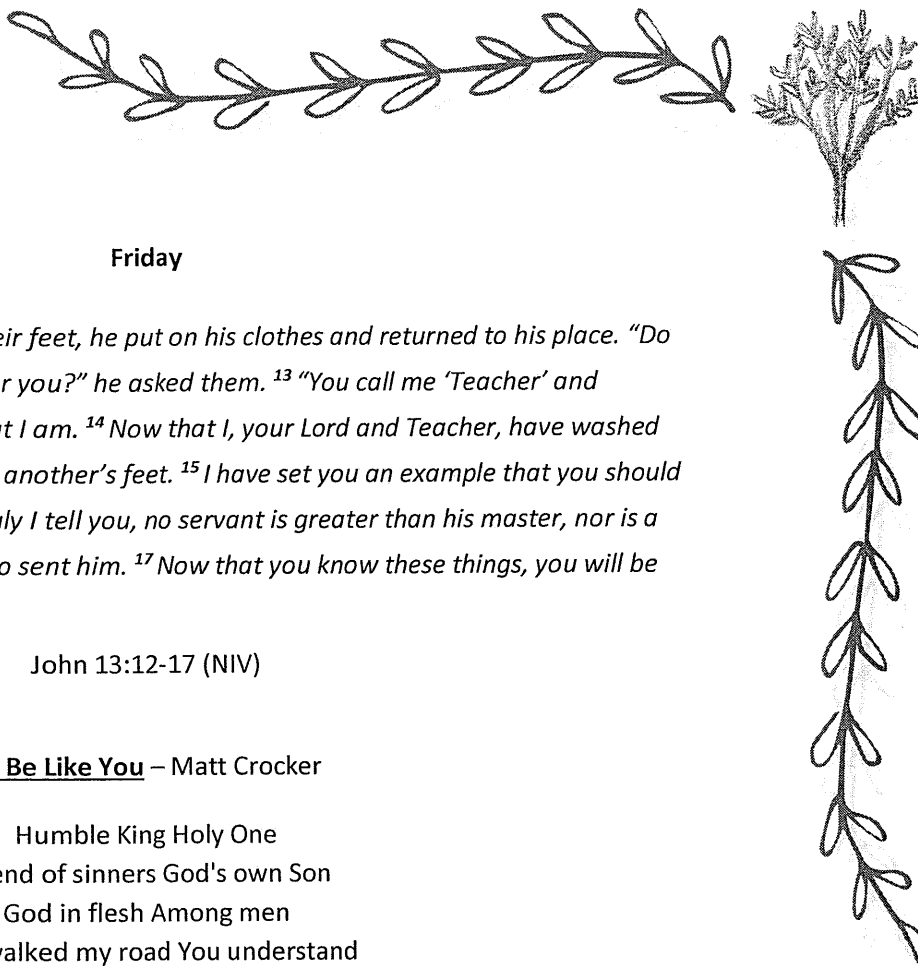 Friday
eir feet, he put on his clothes and returned to his place. “Do
r you?” he asked them. ¹³ “You call me ‘Teacher’ and
t I am. ¹⁴ Now that I, your Lord and Teacher, have washed
another’s feet. ¹⁵ I have set you an example that you should
ly I tell you, no servant is greater than his master, nor is a
o sent him. ¹⁷ Now that you know these things, you will be
John 13:12-17 (NIV)
Be Like You – Matt Crocker
Humble King Holy One
end of sinners God's own Son
God in flesh Among men
walked my road You understand